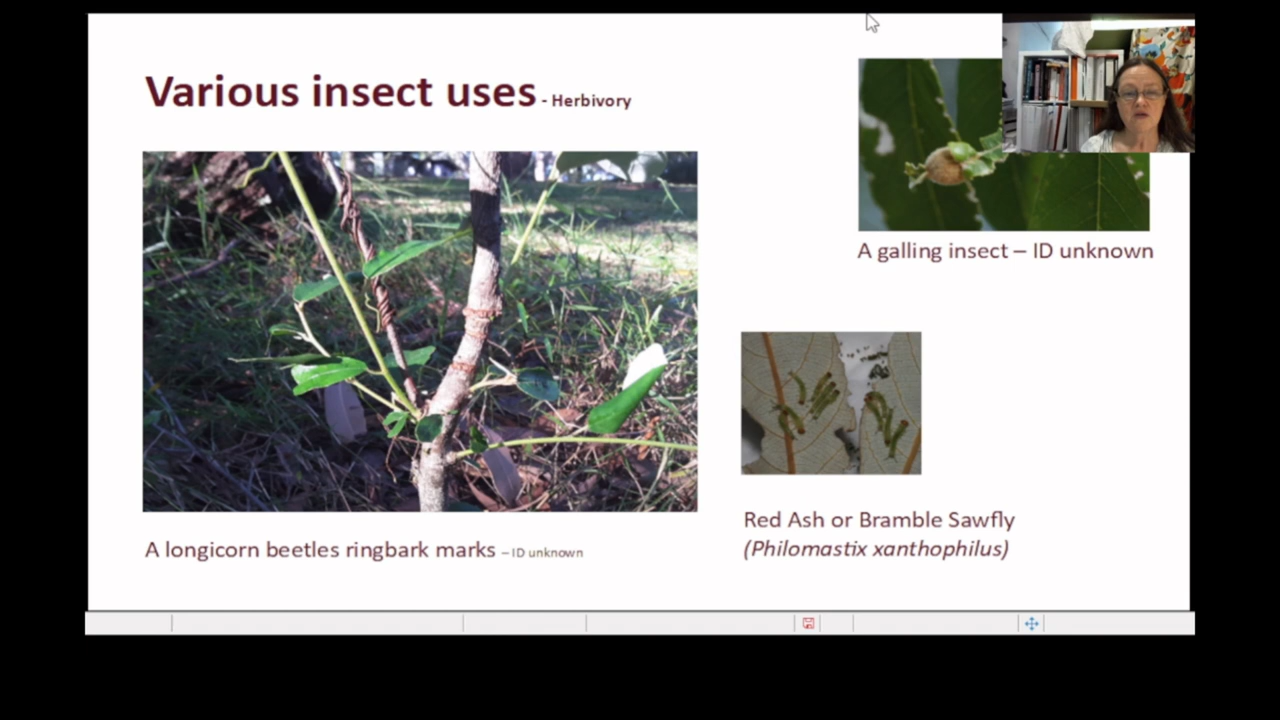 Various insect uses - Herbivory
A galling insect – ID unknown
Red Ash or Bramble Sawfly
(Philomastix xanthophilus)
A longicorn beetles ringbark marks – ID unknown